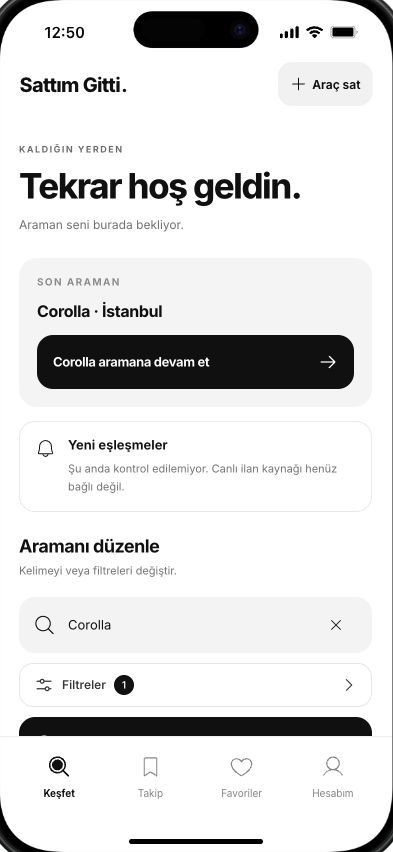 12:50
Sattım Gitti.
Araç sat
KALDIĞIN YERDEN
Tekrar hoş geldin.
Araman seni burada bekliyor.
SON ARAMAN
Corolla · İstanbul
Corolla aramana devam et
Yeni eşleşmeler
Şu anda kontrol edilemiyor. Canlı ilan kaynağı henüz
bağlı değil.
Aramanı düzenle
Kelimeyi veya filtreleri değiştir.
Corolla
Filtreler 1
Keşfet
Takip
Favoriler
Hesabım